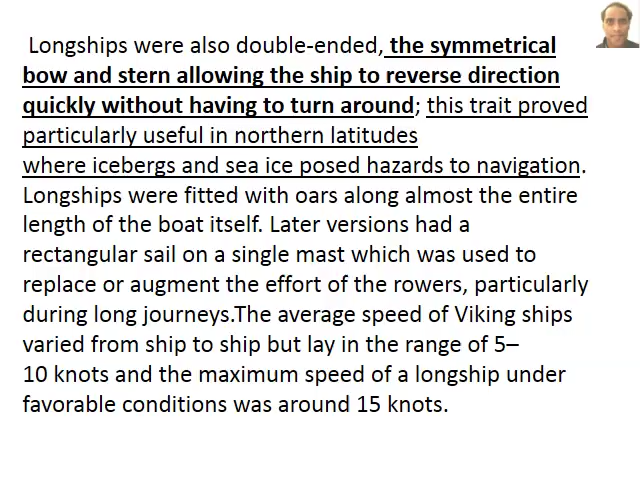 Longships were also double-ended, the symmetrical
bow and stern allowing the ship to reverse direction
quickly without having to turn around; this trait proved
particularly useful in northern latitudes
where icebergs and sea ice posed hazards to navigation.
Longships were fitted with oars along almost the entire
length of the boat itself. Later versions had a
rectangular sail on a single mast which was used to
replace or augment the effort of the rowers, particularly
during long journeys.The average speed of Viking ships
varied from ship to ship but lay in the range of 5–
10 knots and the maximum speed of a longship under
favorable conditions was around 15 knots.